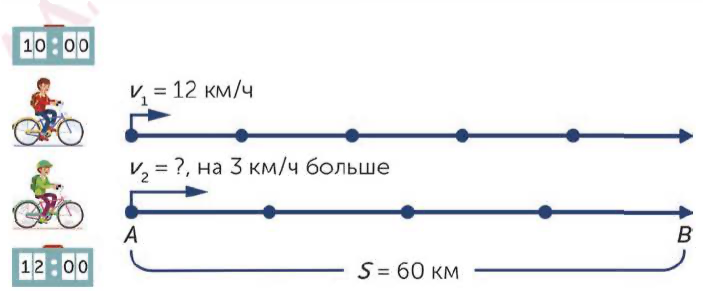 10:00
v₁ = 12 км/ч
v₂ = ?, на 3 км/ч больше
A B
12:00
S = 60 км